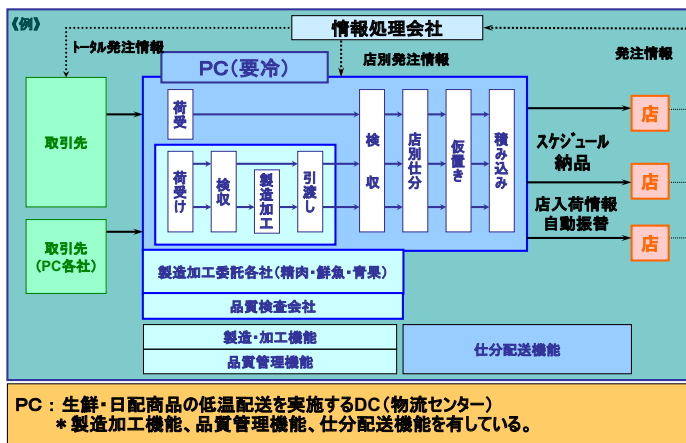 《例》
情報処理会社
トータル発注情報
店別発注情報
発注情報
PC(要冷)
取引先
取引先
(PC各社)
荷受
荷受け
検収
製造加工
引渡し
検収
店別仕分
仮置き
積み込み
スケジュール
納品
店入荷情報
自動振替
店
店
店
製造加工委託各社(精肉・鮮魚・青果)
品質検査会社
製造・加工機能
品質管理機能
仕分配送機能
PC : 生鮮・日配商品の低温配送を実施するDC(物流センター)
*製造加工機能、品質管理機能、仕分配送機能を有している。